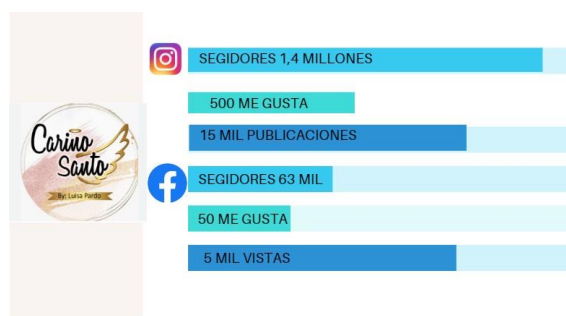 SEGIDORES 1,4 MILLONES
500 ME GUSTA
15 MIL PUBLICACIONES
Carino
Santo
By: Luisa Pardo
SEGIDORES 63 MIL
50 ME GUSTA
5 MIL VISTAS